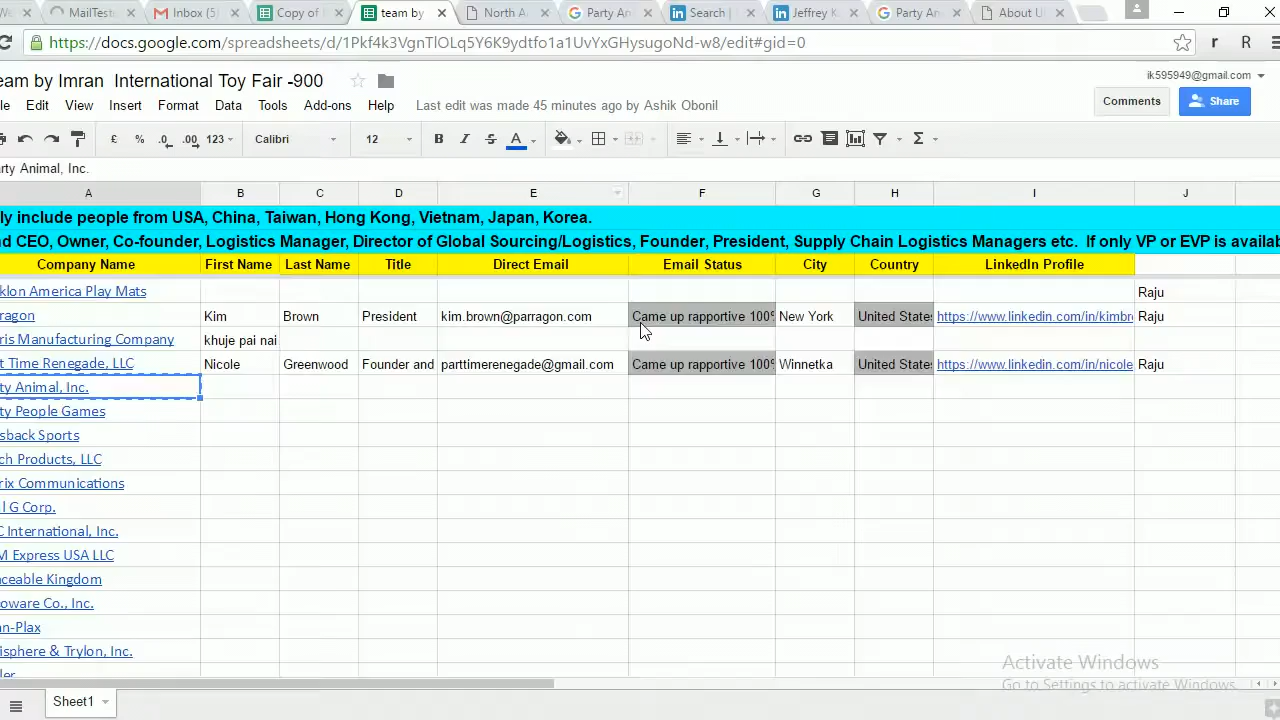 MailTeste
Inbox (5)
Copy of
team by
North A
Party An
Search |
Jeffrey K
Party An
About U
https://docs.google.com/spreadsheets/d/1Pkf4k3VgnTlOLq5Y6K9ydtfo1a1UvYxGHysugoNd-w8/edit#gid=0
eam by Imran International Toy Fair -900
ik595949@gmail.com
le Edit View Insert Format Data Tools Add-ons Help Last edit was made 45 minutes ago by Ashik Obonil
Comments Share
£ % .0 .00 123 Calibri 12 B I S A Σ
arty Animal, Inc.
A B C D E F G H I J
ly include people from USA, China, Taiwan, Hong Kong, Vietnam, Japan, Korea.
nd CEO, Owner, Co-founder, Logistics Manager, Director of Global Sourcing/Logistics, Founder, President, Supply Chain Logistics Managers etc. If only VP or EVP is availab
Company Name First Name Last Name Title Direct Email Email Status City Country LinkedIn Profile
klon America Play Mats Raju
ragon Kim Brown President kim.brown@parragon.com Came up rapportive 100% New York United States https://www.linkedin.com/in/kimbr Raju
ris Manufacturing Company khuje pai nai
t Time Renegade, LLC Nicole Greenwood Founder and parttimerenegade@gmail.com Came up rapportive 100% Winnetka United States https://www.linkedin.com/in/nicole Raju
ty Animal, Inc.
ty People Games
sback Sports
ch Products, LLC
rix Communications
l G Corp.
C International, Inc.
M Express USA LLC
aceable Kingdom
oware Co., Inc.
n-Plax
isphere & Trylon, Inc.
ler
Activate Windows
Go to Settings to activate Windows.
Sheet1